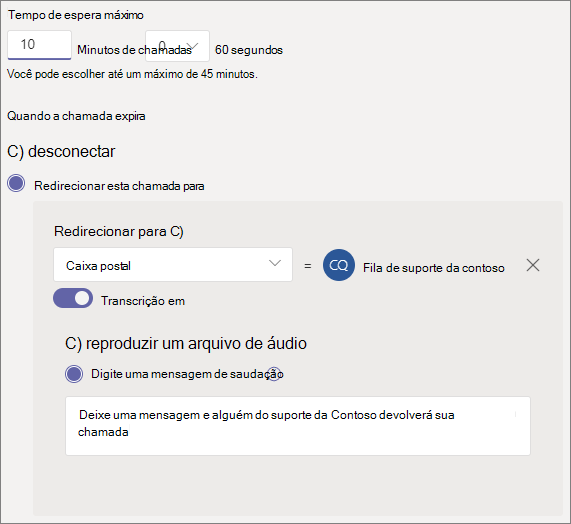 Tempo de espera máximo
10 Minutos de chamadas 0 60 segundos
Você pode escolher até um máximo de 45 minutos.
Quando a chamada expira
C) desconectar
Redirecionar esta chamada para
Redirecionar para C)
Caixa postal = CQ Fila de suporte da contoso
Transcrição em
C) reproduzir um arquivo de áudio
Digite uma mensagem de saudação
Deixe uma mensagem e alguém do suporte da Contoso devolverá sua
chamada